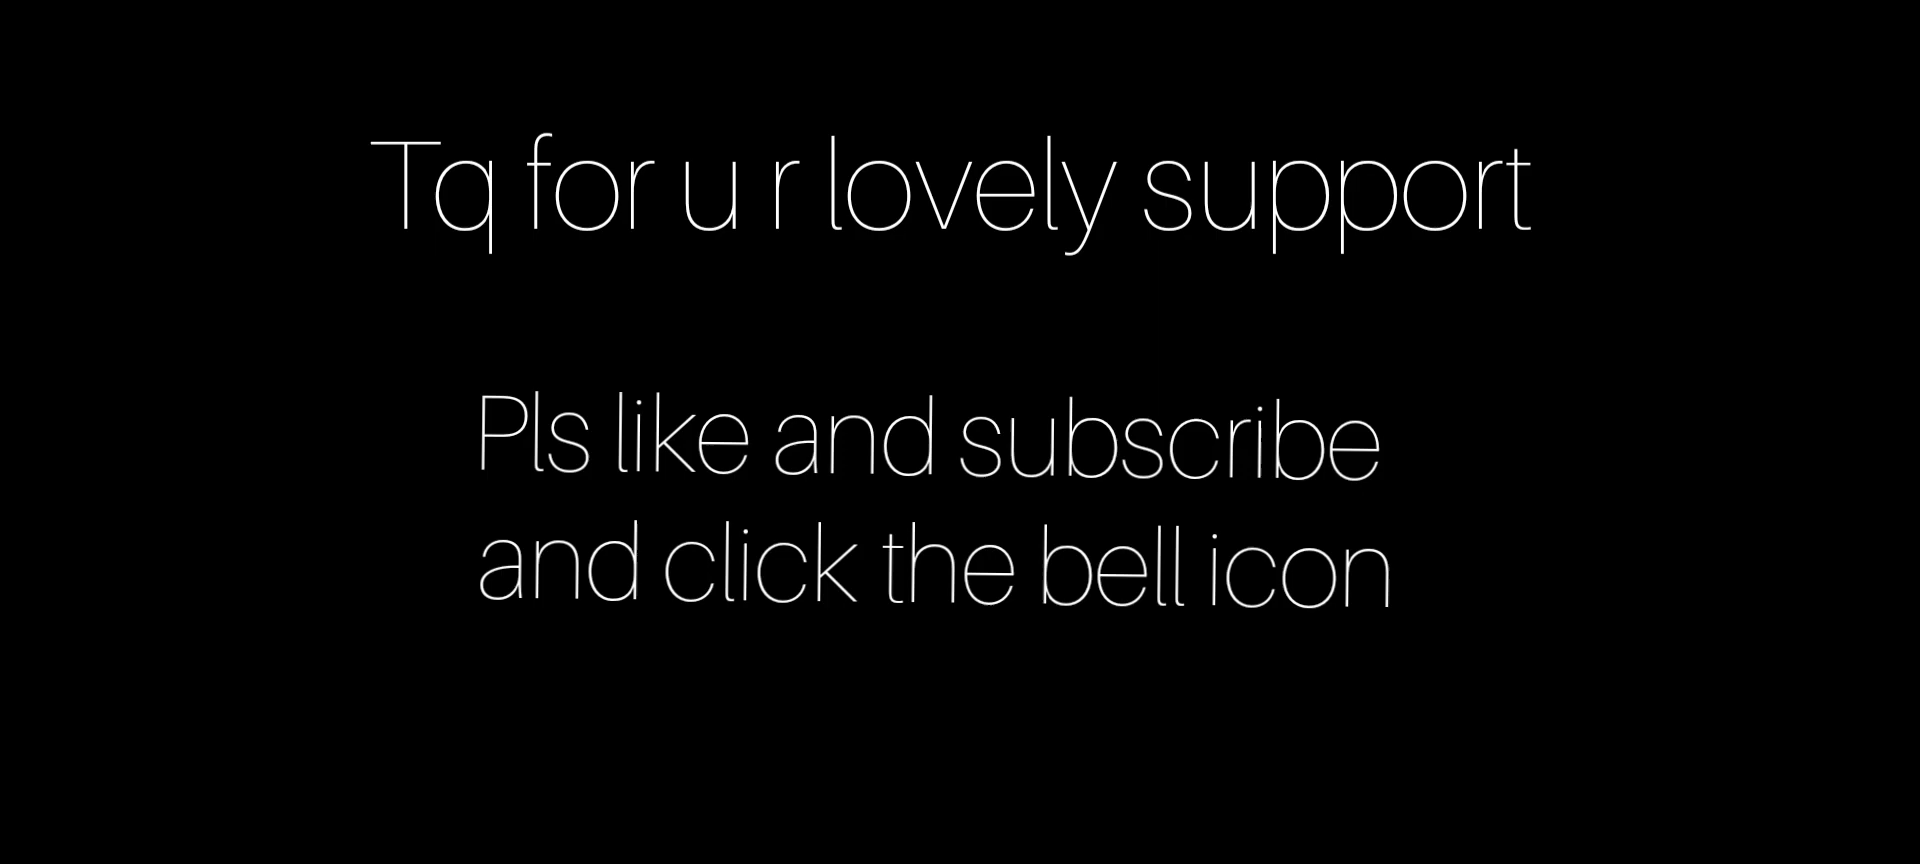 Tq for u r lovely support
Pls like and subscribe
and click the bell icon